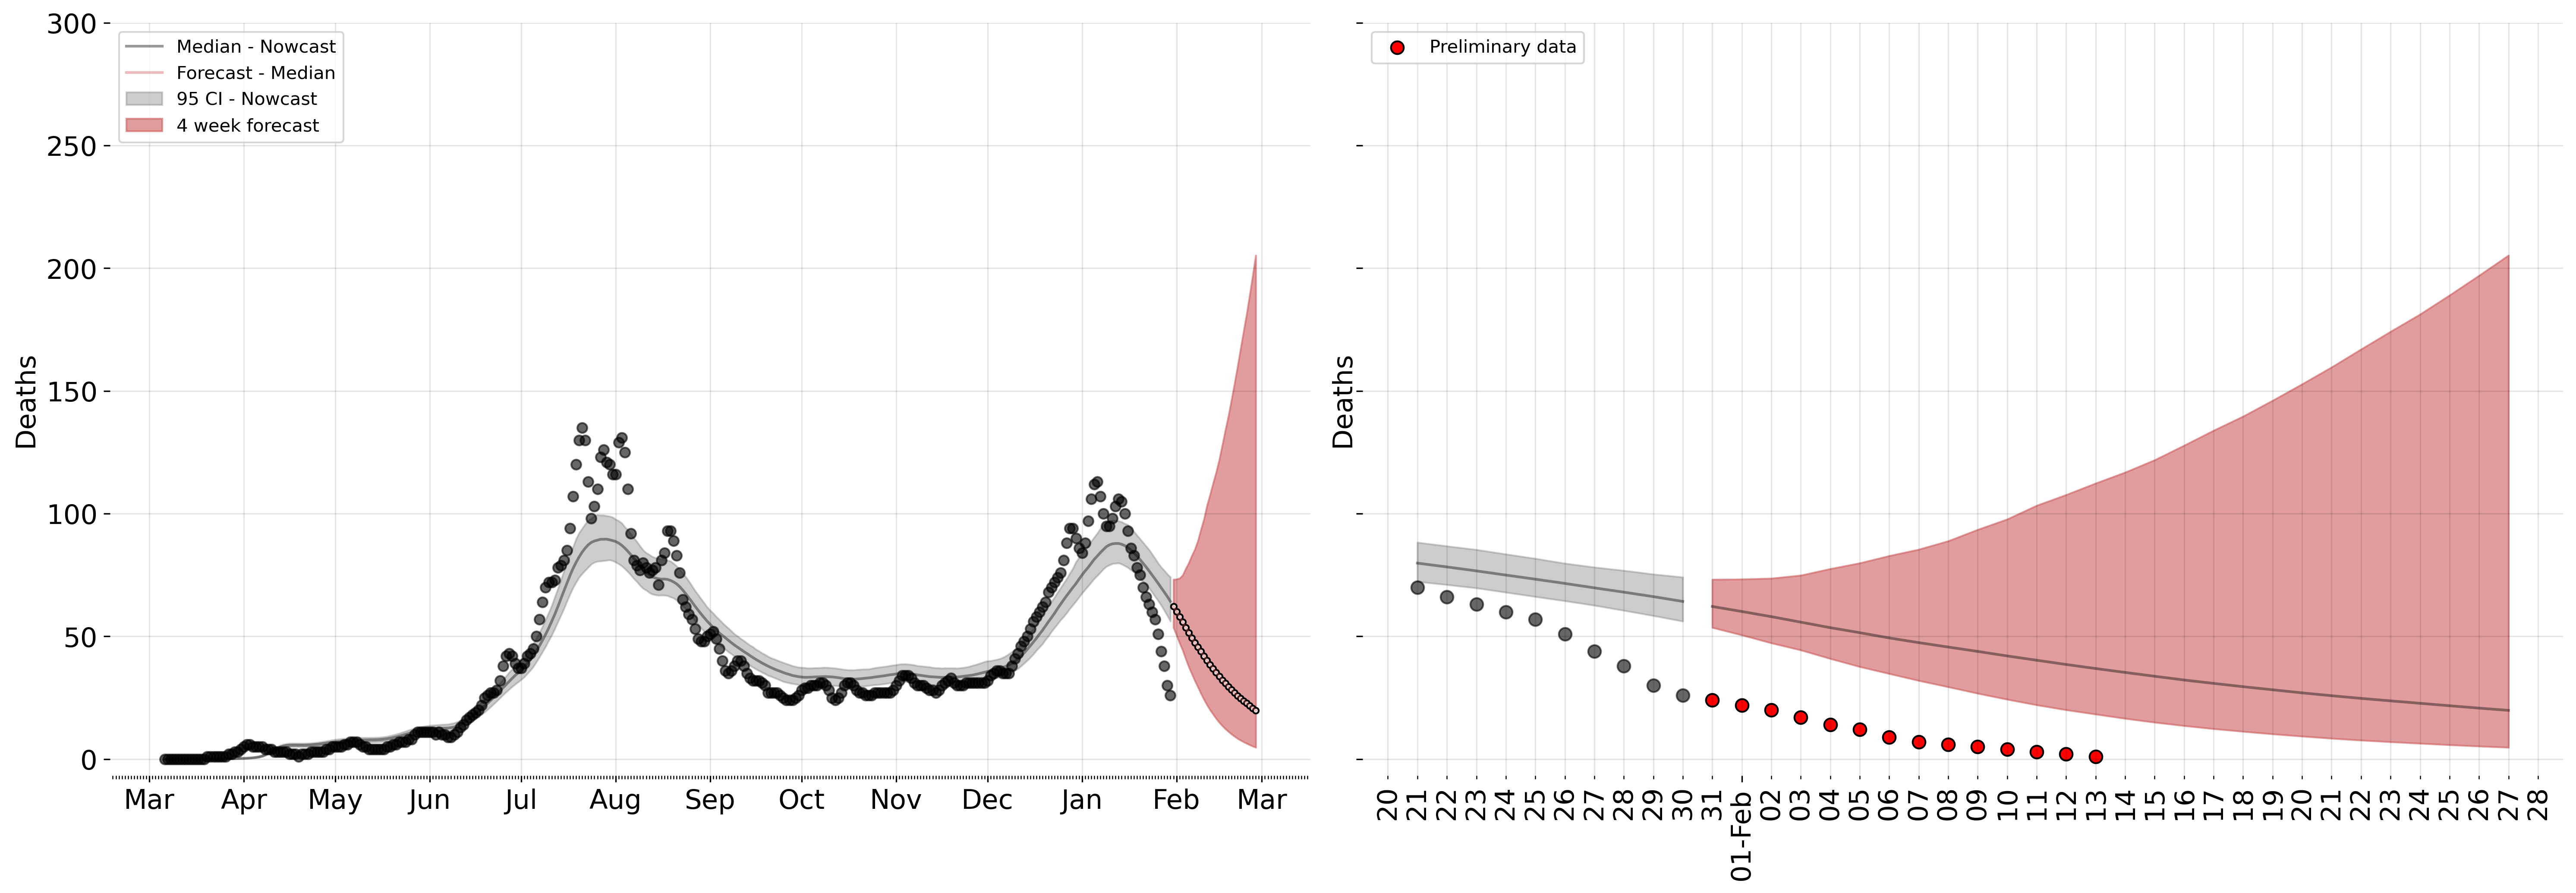 Deaths
300
250
200
150
100
50
0
Median - Nowcast
Forecast - Median
95 CI - Nowcast
4 week forecast
Mar Apr May Jun Jul Aug Sep Oct Nov Dec Jan Feb Mar
Deaths
Preliminary data
20 21 22 23 24 25 26 27 28 29 30 31 01-Feb 02 03 04 05 06 07 08 09 10 11 12 13 14 15 16 17 18 19 20 21 22 23 24 25 26 27 28